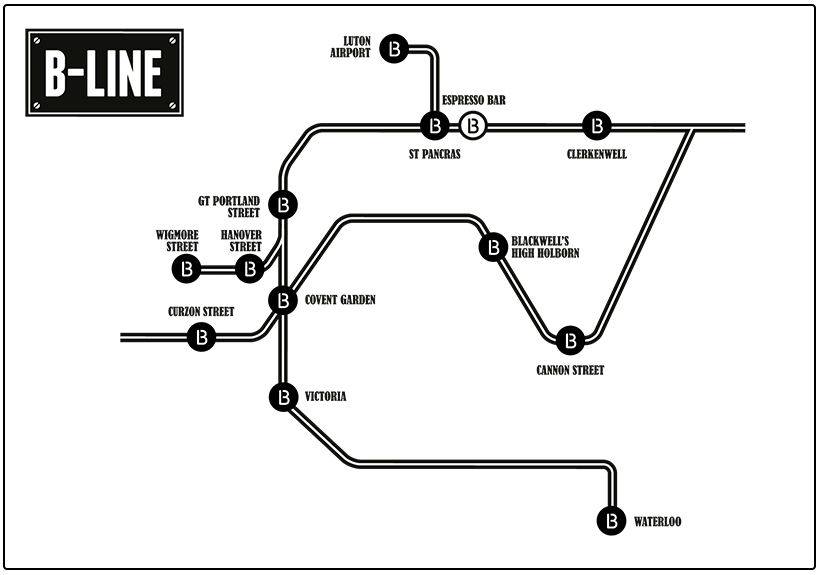 B-LINE
LUTON
AIRPORT
B
ESPRESSO BAR
B
B
B
ST PANCRAS
CLERKENWELL
GT PORTLAND
STREET
B
WIGMORE
STREET
HANOVER
STREET
B
B
BLACKWELL'S
HIGH HOLBORN
B
B
COVENT GARDEN
CURZON STREET
B
B
CANNON STREET
B
VICTORIA
B
WATERLOO